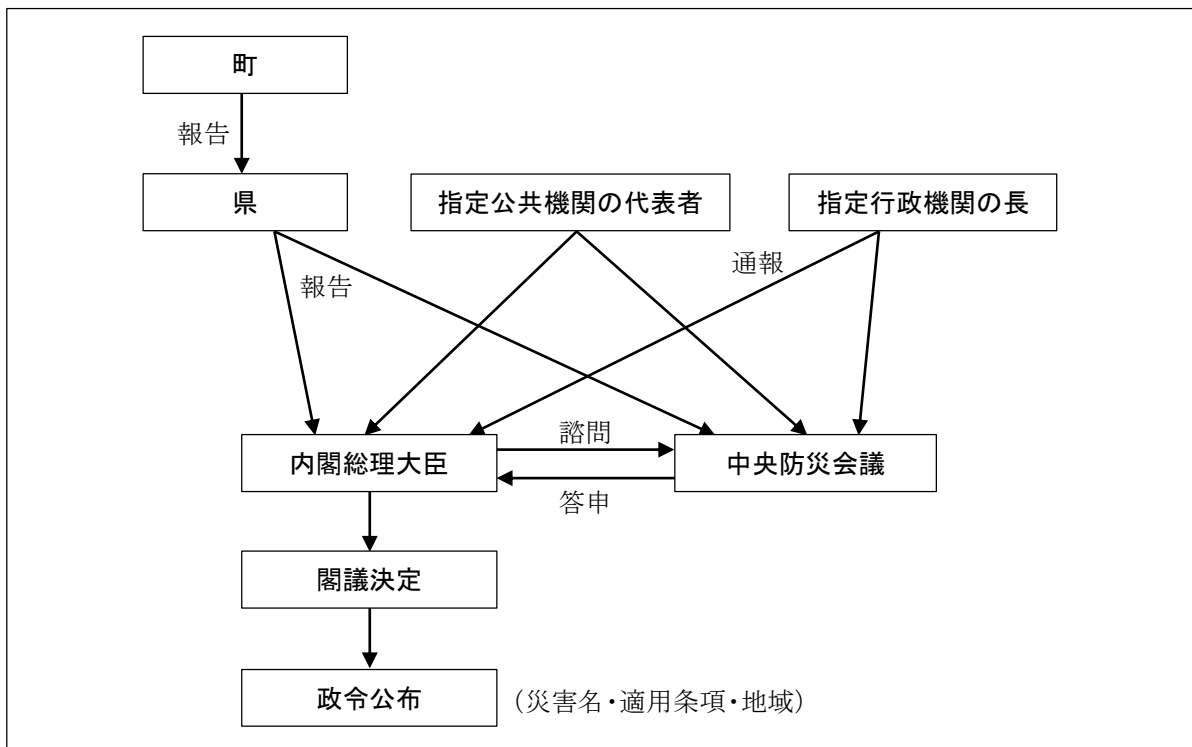 町
報告
県
指定公共機関の代表者
指定行政機関の長
報告
通報
内閣総理大臣
諮問
答申
中央防災会議
閣議決定
政令公布
（災害名・適用条項・地域）